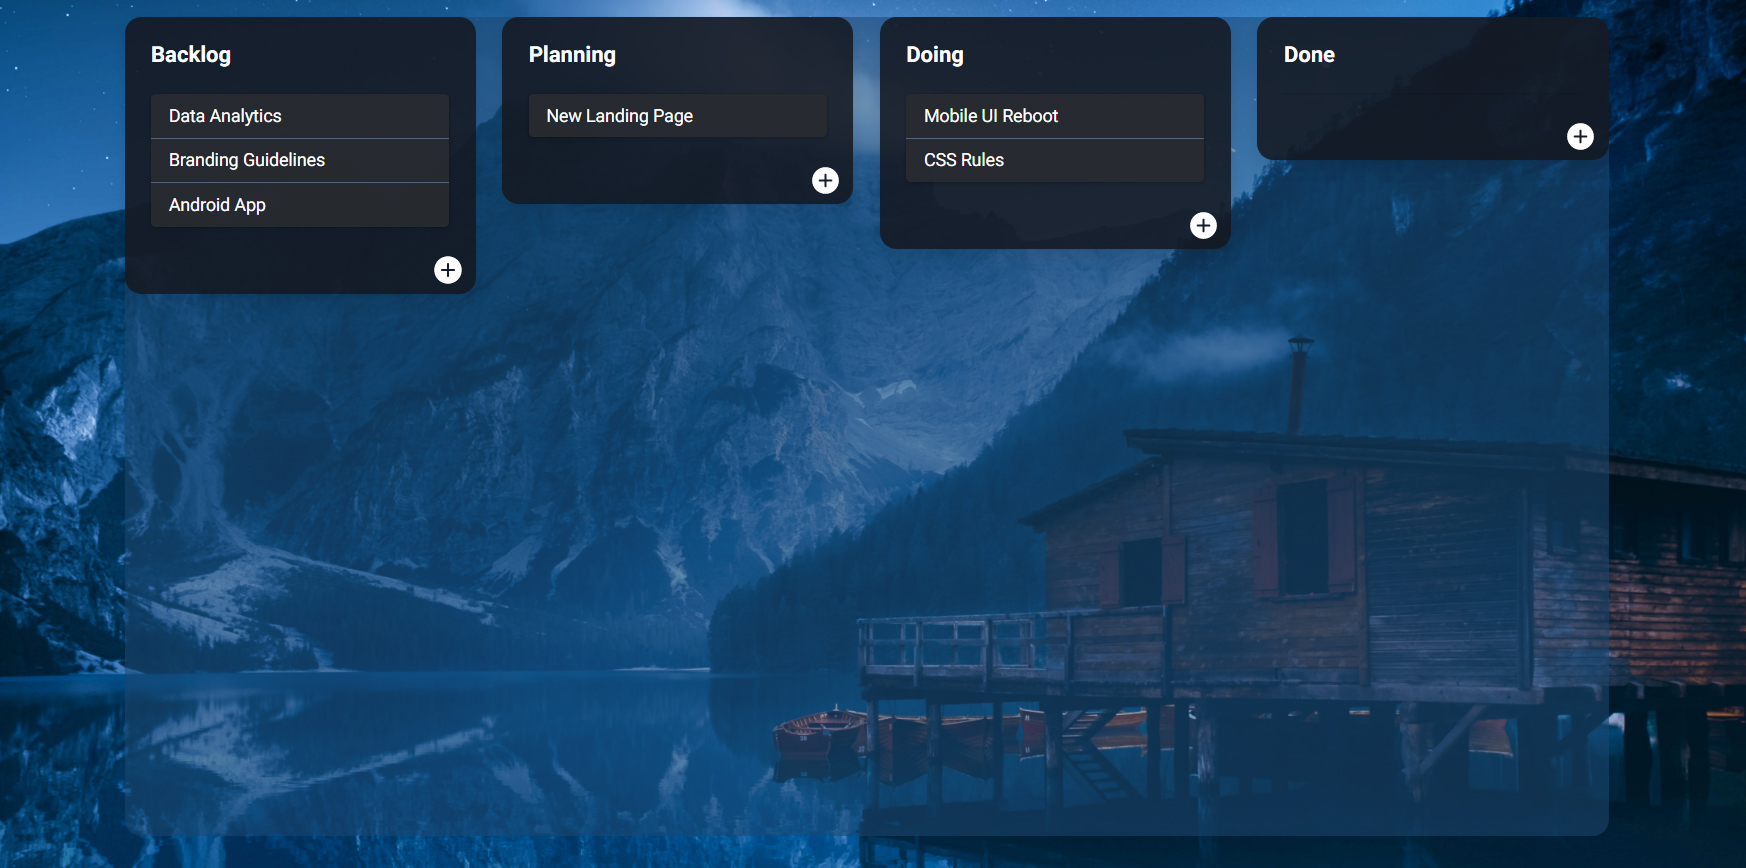 Backlog
Data Analytics
Branding Guidelines
Android App
Planning
New Landing Page
Doing
Mobile UI Reboot
CSS Rules
Done